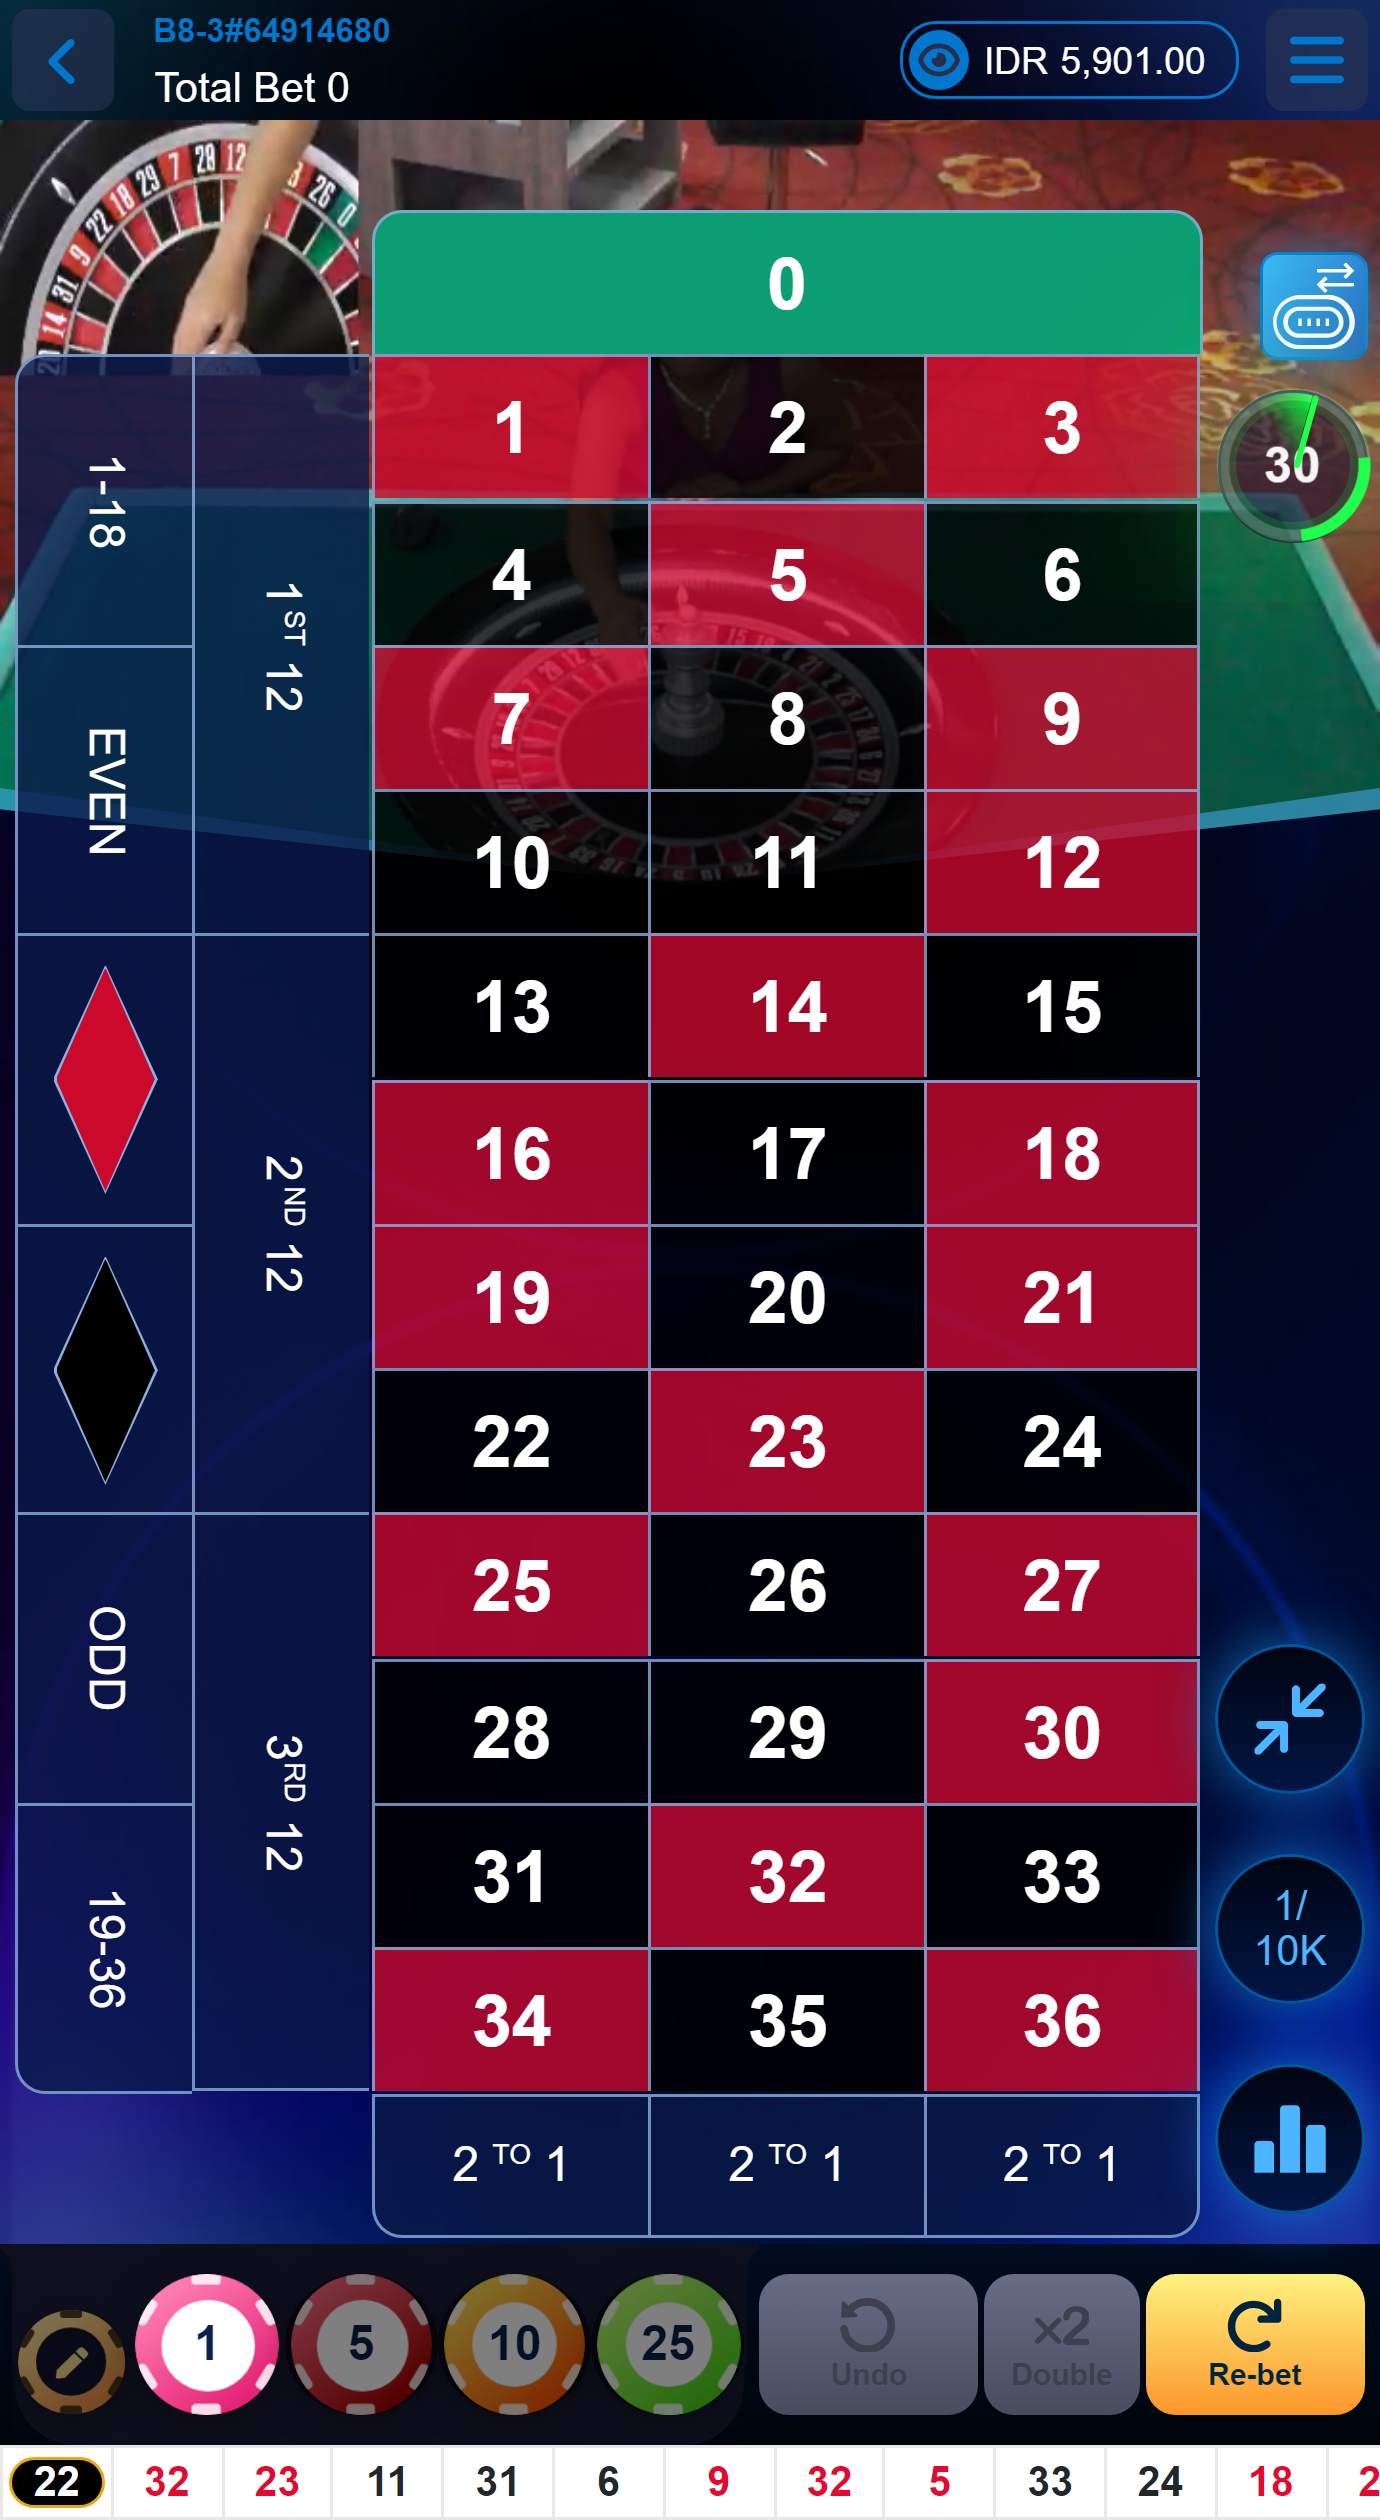 B8-3#64914680
Total Bet 0
IDR 5,901.00
0
30
1 2 3
4 5 6
7 8 9
10 11 12
13 14 15
16 17 18
19 20 21
22 23 24
25 26 27
28 29 30
31 32 33
34 35 36
2 TO 1 2 TO 1 2 TO 1
1-18
EVEN
ODD
19-36
1ST 12
2ND 12
3RD 12
1/
10K
1 5 10 25
Undo
x2
Double
Re-bet
22 32 23 11 31 6 9 32 5 33 24 18